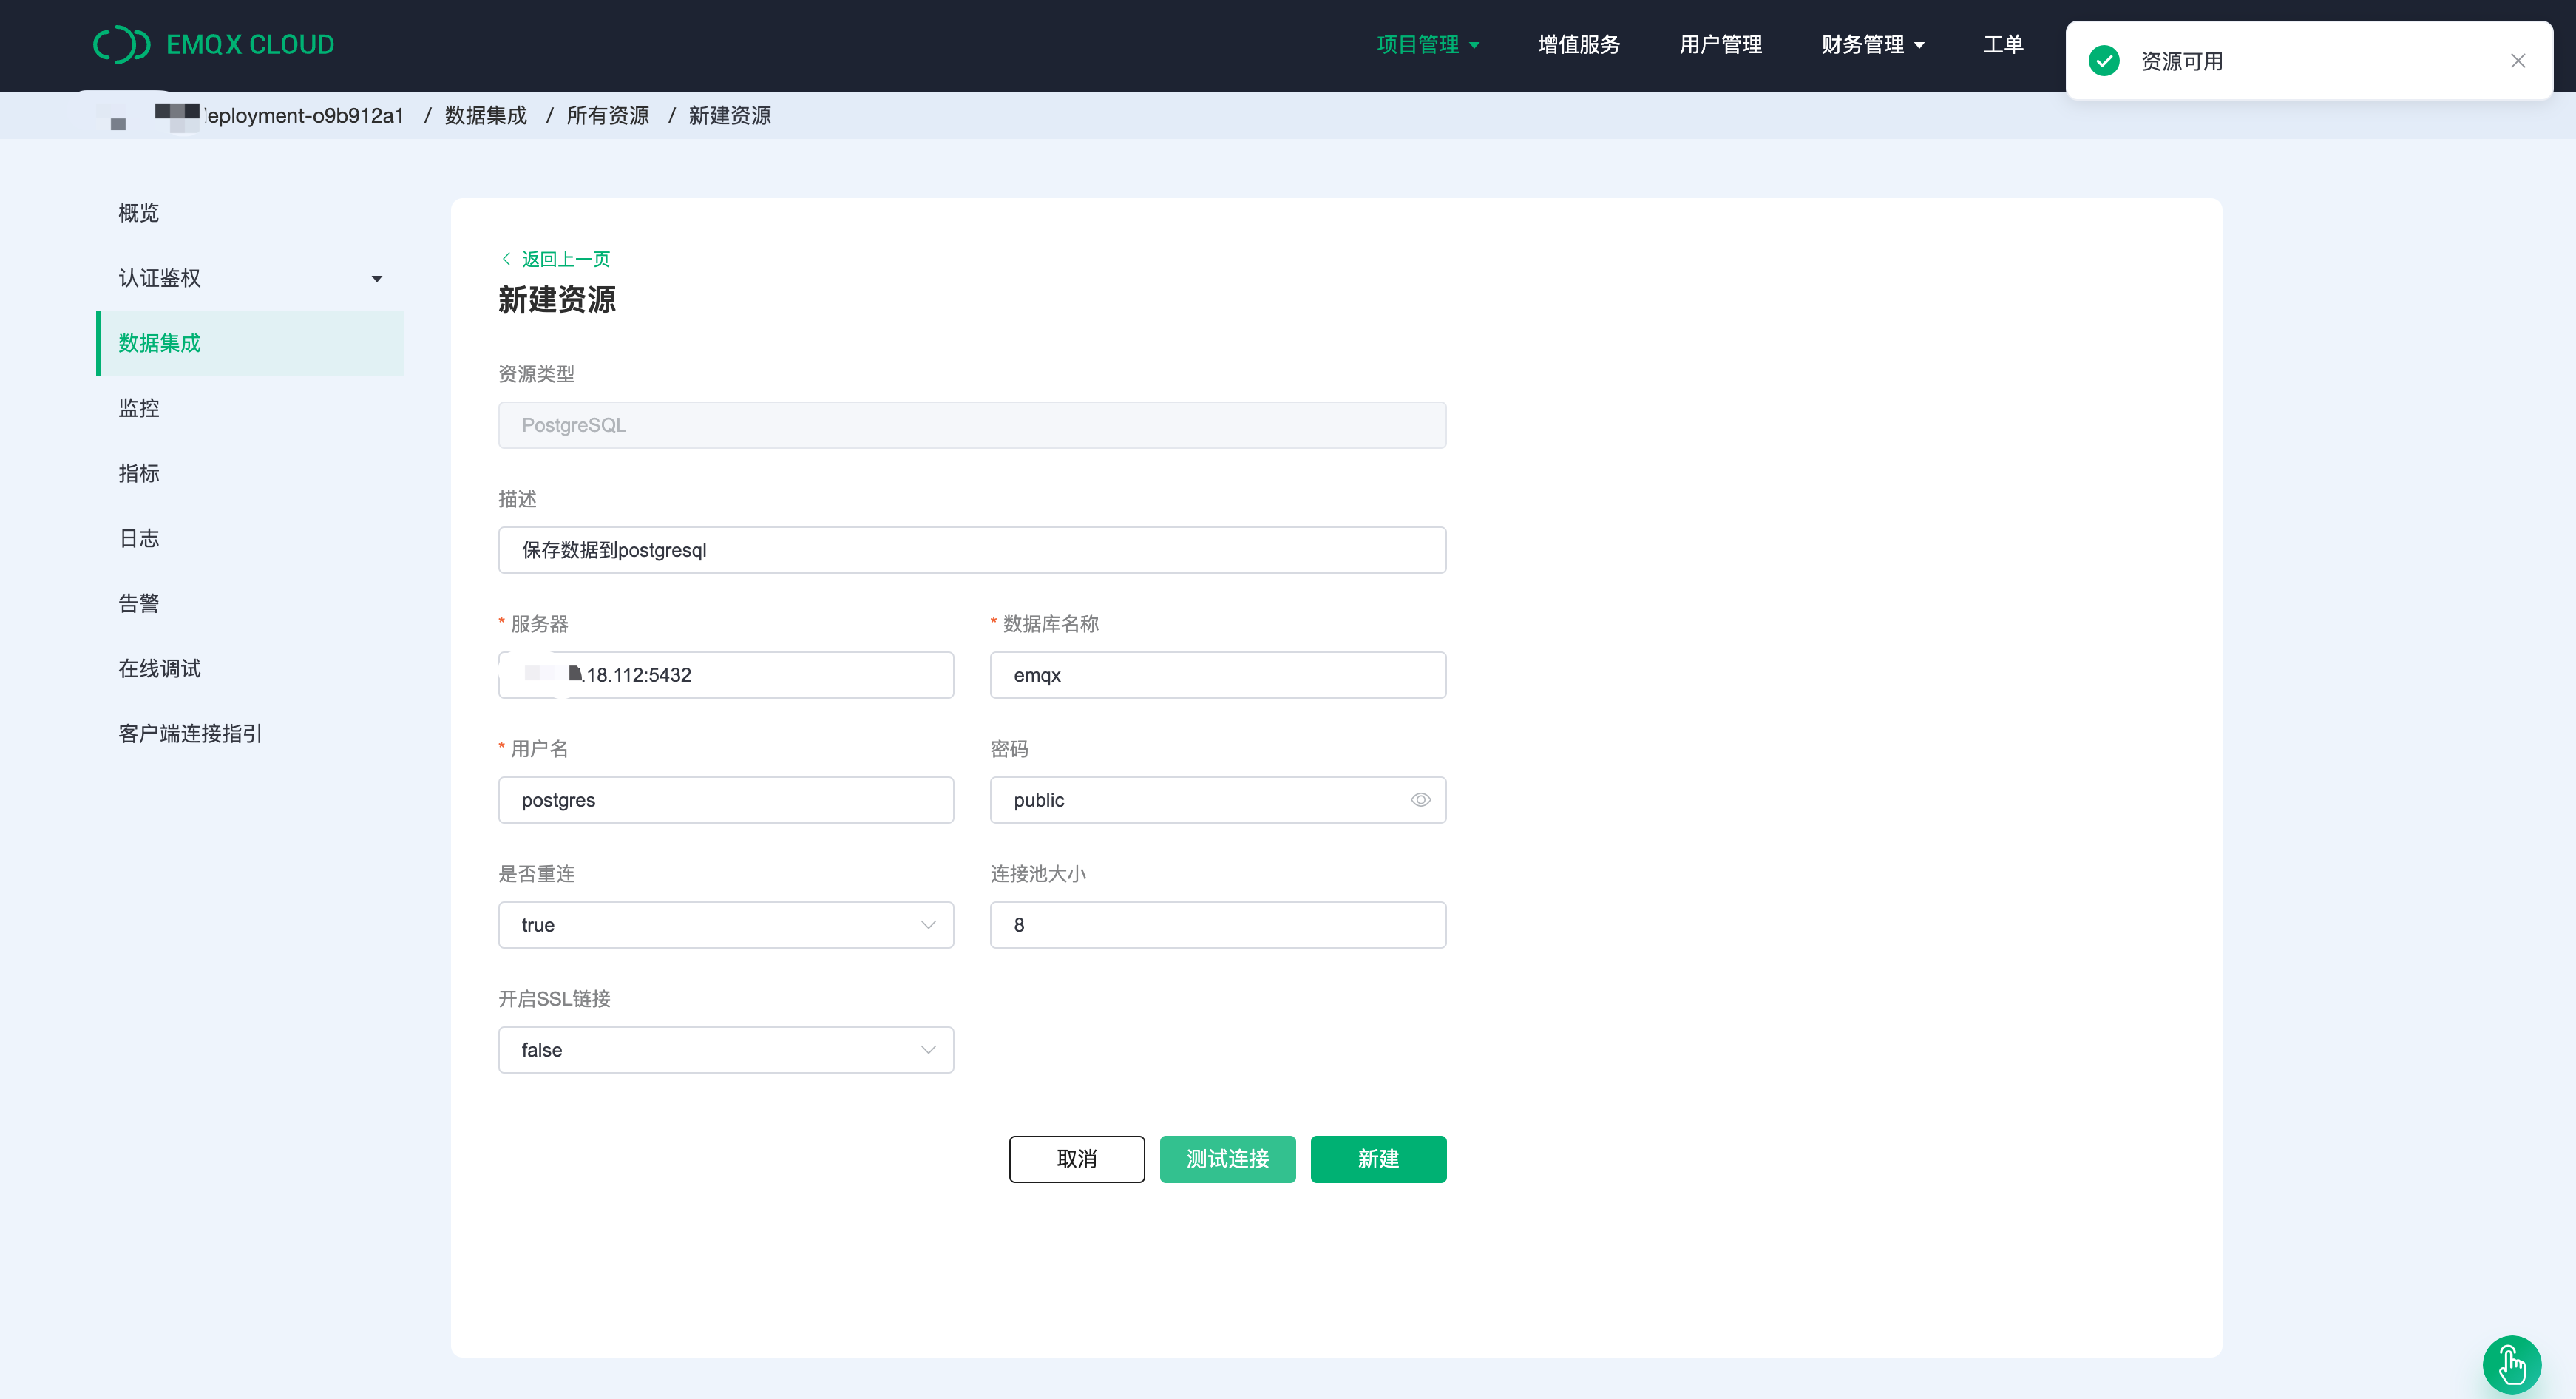 EMQX CLOUD
项目管理 增值服务 用户管理 财务管理 工单
资源可用
eployment-o9b912a1 / 数据集成 / 所有资源 / 新建资源
概览
认证鉴权
数据集成
监控
指标
日志
告警
在线调试
客户端连接指引
返回上一页
新建资源
资源类型
PostgreSQL
描述
保存数据到postgresql
* 服务器 * 数据库名称
.18.112:5432 emqx
* 用户名 密码
postgres public
是否重连 连接池大小
true 8
开启SSL链接
false
取消 测试连接 新建